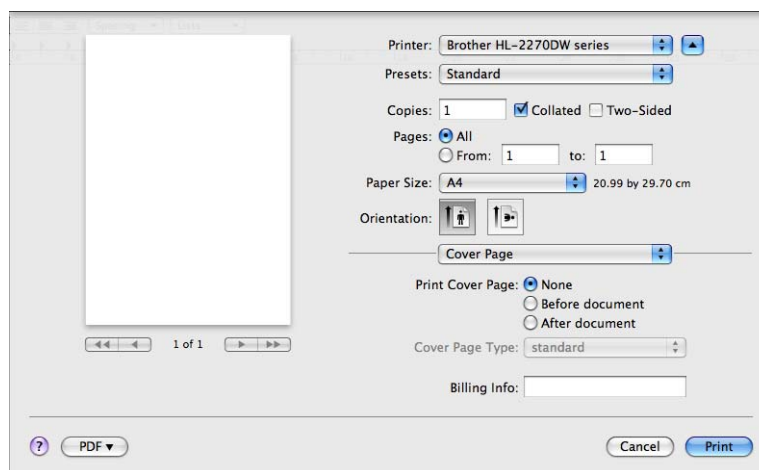 Spacing Lists
Printer: Brother HL-2270DW series
Presets: Standard
Copies: 1 Collated Two-Sided
Pages: All
From: 1 to: 1
Paper Size: A4 20.99 by 29.70 cm
Orientation:
Cover Page
Print Cover Page: None
Before document
After document
1 of 1
Cover Page Type: standard
Billing Info:
? PDF ▼ Cancel Print